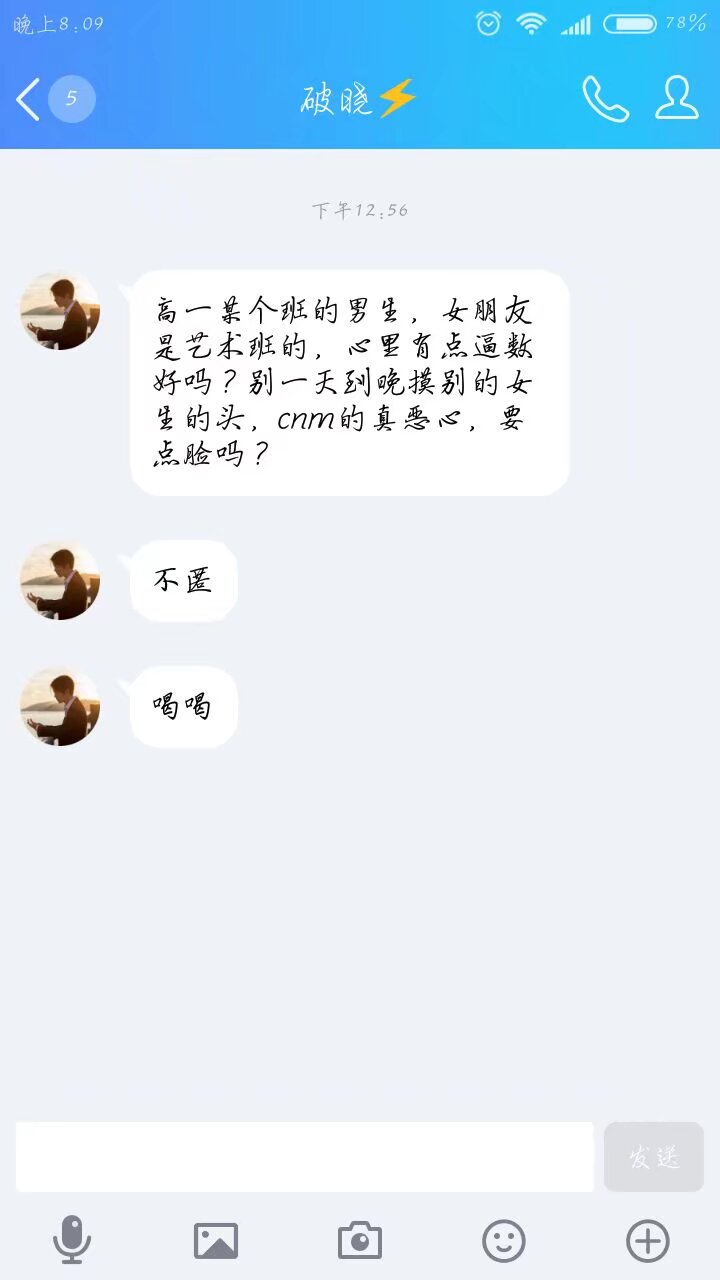 晚上8:09
78%
5
破晓⚡
下午12:56
高一某个班的男生，女朋友
是艺术班的，心里有点逼数
好吗？别一天到晚摸别的女
生的头，cnm的真恶心，要
点脸吗？
不匿
喝喝
发送